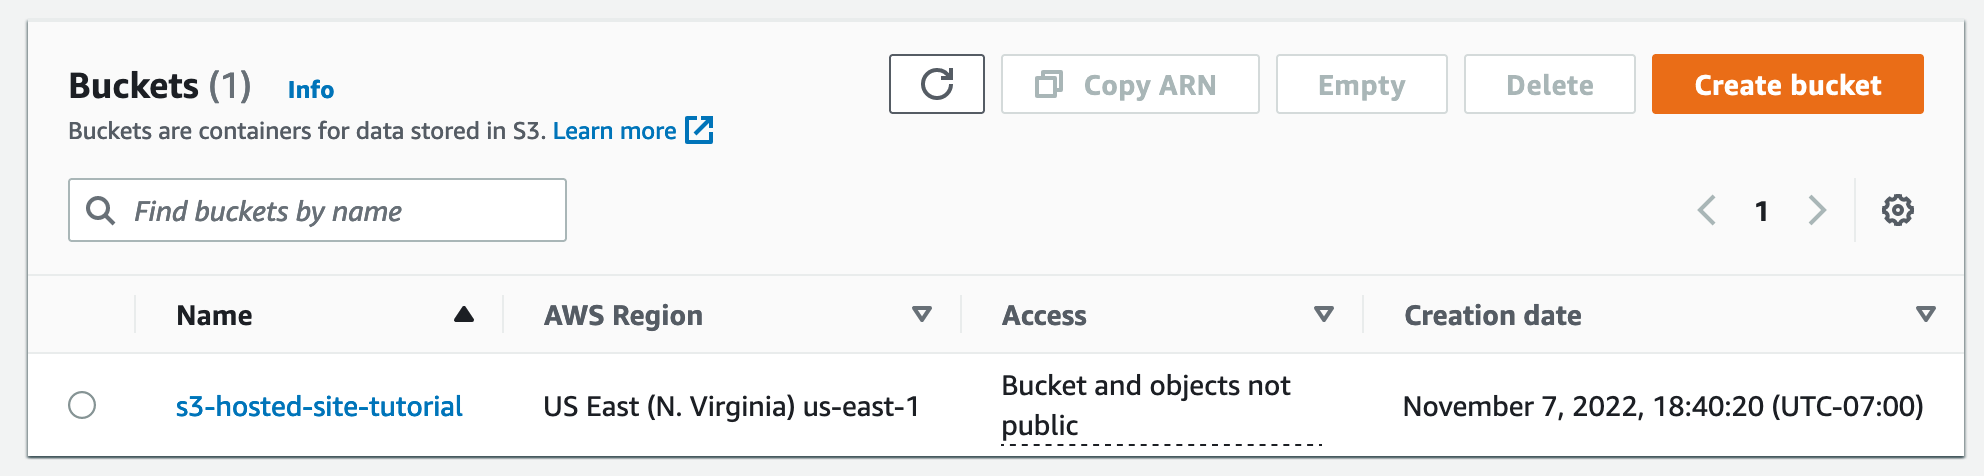 Buckets (1) Info
Copy ARN Empty Delete Create bucket
Buckets are containers for data stored in S3. Learn more
Find buckets by name
1
Name AWS Region Access Creation date
s3-hosted-site-tutorial US East (N. Virginia) us-east-1 Bucket and objects not
public
November 7, 2022, 18:40:20 (UTC-07:00)